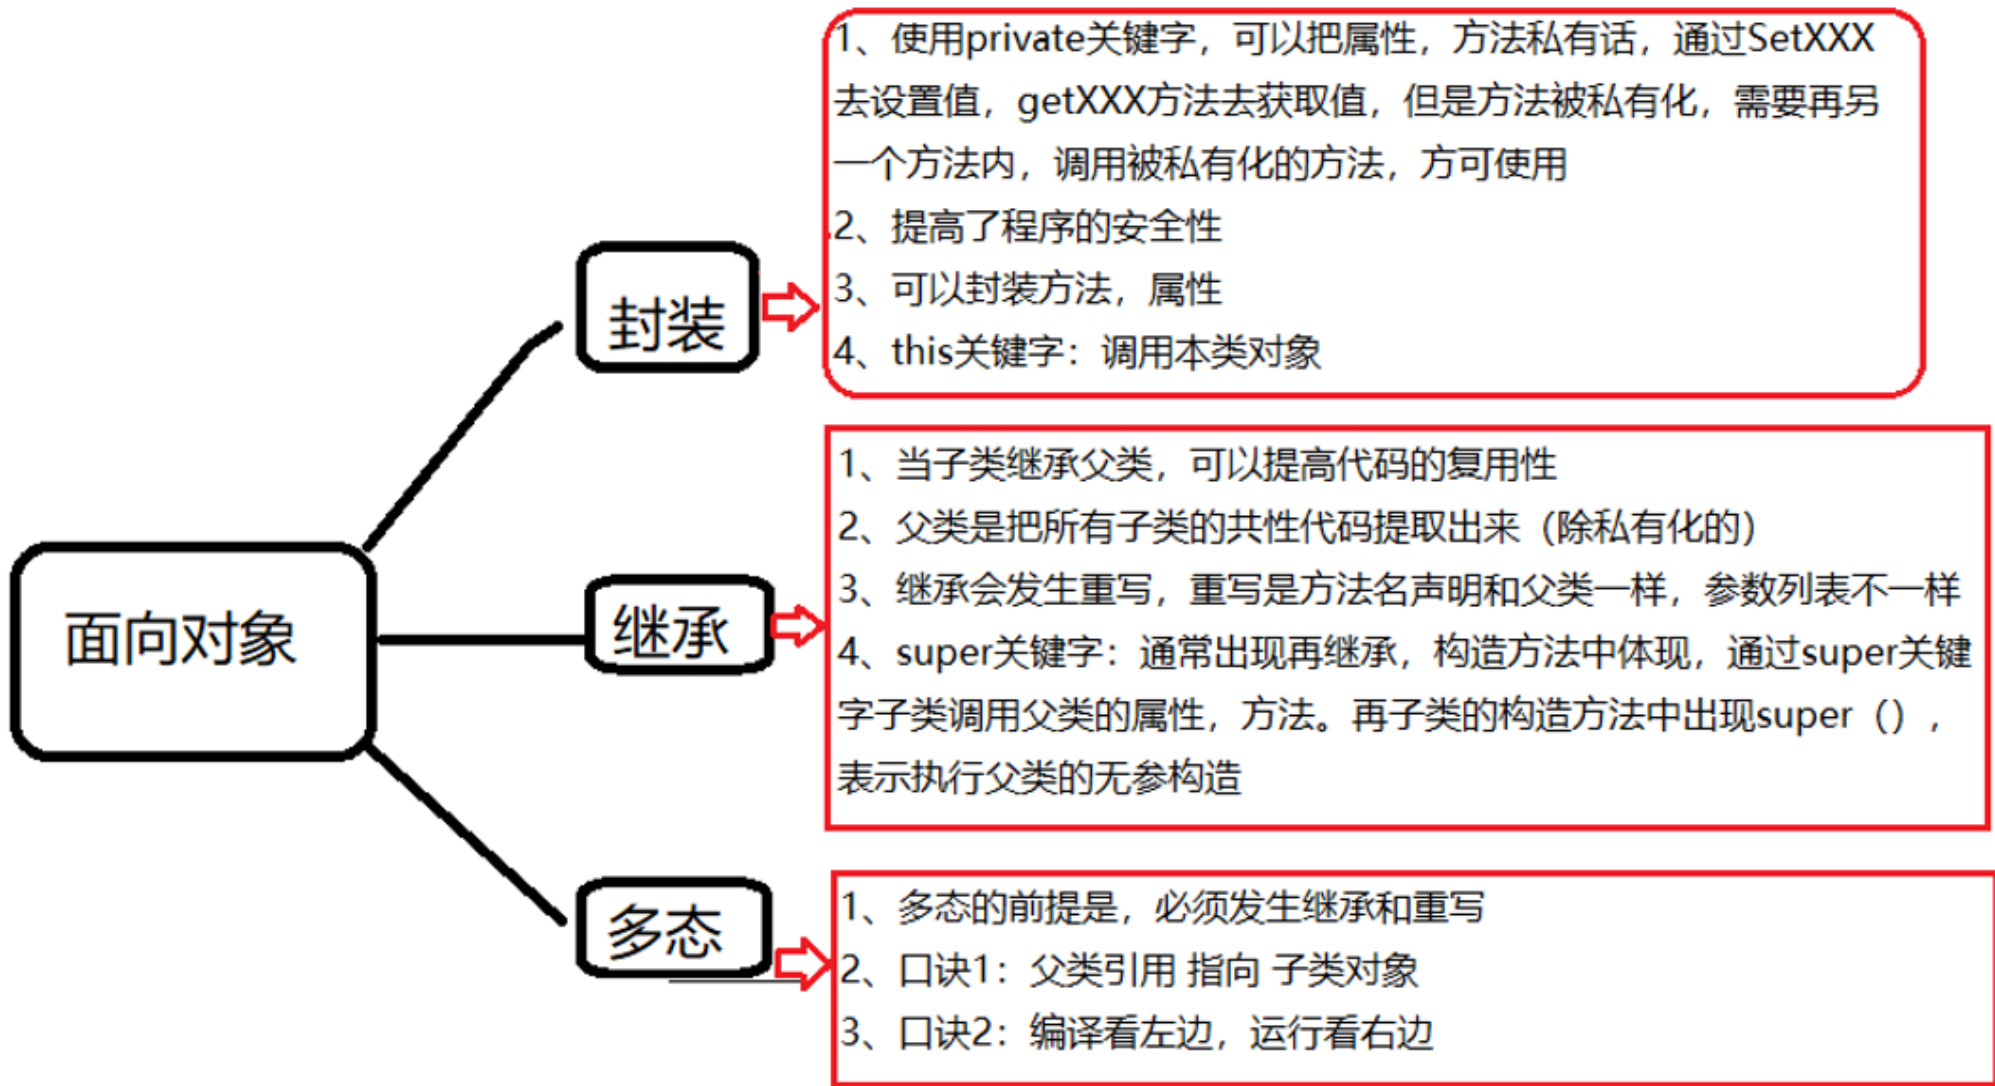 面向对象
封装
1、使用private关键字，可以把属性，方法私有话，通过SetXXX
去设置值，getXXX方法去获取值，但是方法被私有化，需要再另
一个方法内，调用被私有化的方法，方可使用
2、提高了程序的安全性
3、可以封装方法，属性
4、this关键字：调用本类对象
继承
1、当子类继承父类，可以提高代码的复用性
2、父类是把所有子类的共性代码提取出来（除私有化的）
3、继承会发生重写，重写是方法名声明和父类一样，参数列表不一样
4、super关键字：通常出现再继承，构造方法中体现，通过super关键
字子类调用父类的属性，方法。再子类的构造方法中出现super（），
表示执行父类的无参构造
多态
1、多态的前提是，必须发生继承和重写
2、口诀1：父类引用 指向 子类对象
3、口诀2：编译看左边，运行看右边